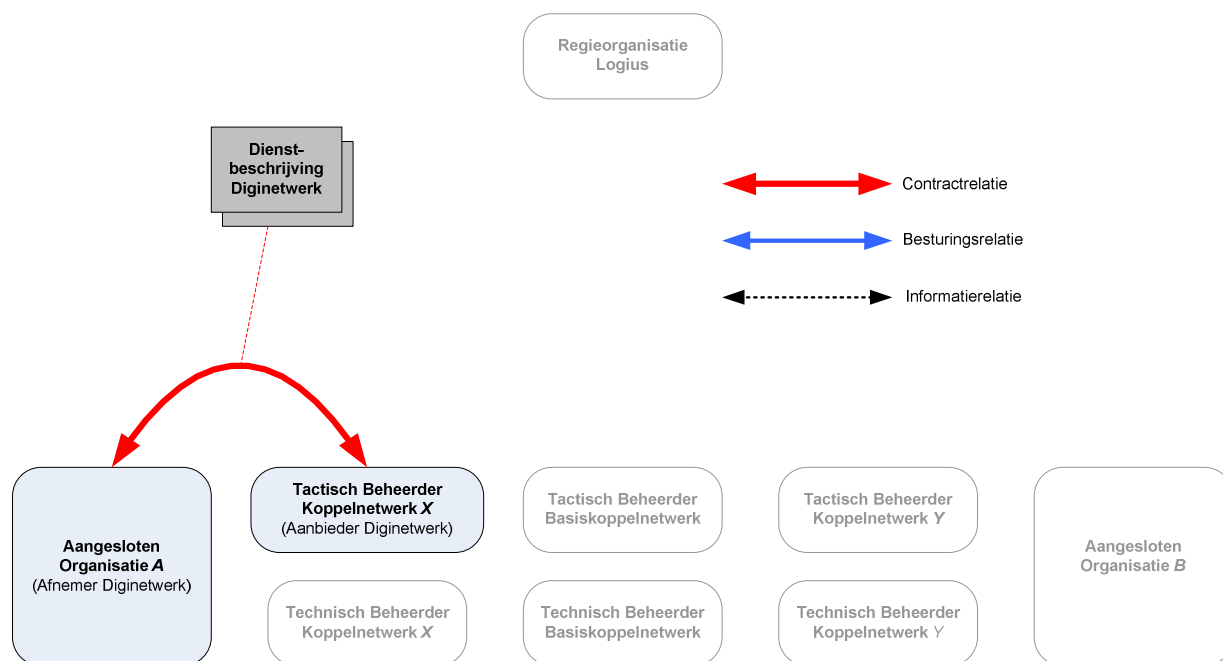 Regieorganisatie
Logius
Dienst-
beschrijving
Diginetwerk
Contractrelatie
Besturingsrelatie
Informatierelatie
Aangesloten
Organisatie A
(Afnemer Diginetwerk)
Tactisch Beheerder
Koppelnetwerk X
(Aanbieder Diginetwerk)
Tactisch Beheerder
Basiskoppelnetwerk
Tactisch Beheerder
Koppelnetwerk Y
Aangesloten
Organisatie B
Technisch Beheerder
Koppelnetwerk X
Technisch Beheerder
Basiskoppelnetwerk
Technisch Beheerder
Koppelnetwerk Y